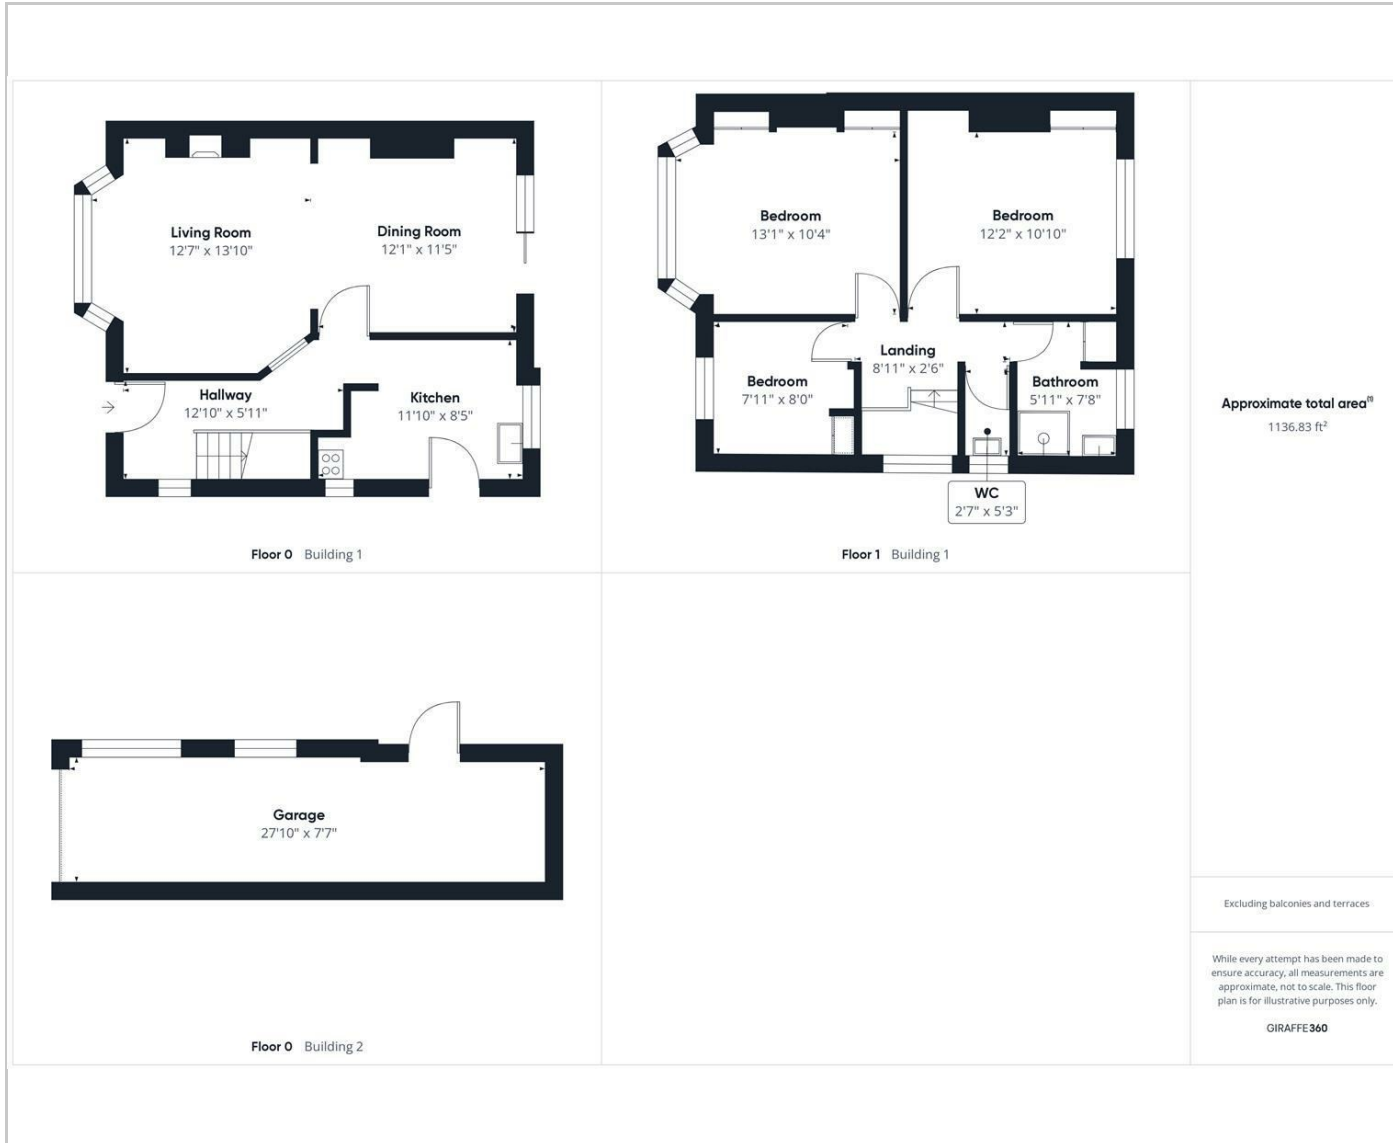 Living Room
12'7" x 13'10"
Dining Room
12'1" x 11'5"
Hallway
12'10" x 5'11"
Kitchen
11'10" x 8'5"
Floor 0 Building 1
Bedroom
13'1" x 10'4"
Bedroom
12'2" x 10'10"
Landing
8'11" x 2'6"
Bedroom
7'11" x 8'0"
Bathroom
5'11" x 7'8"
WC
2'7" x 5'3"
Floor 1 Building 1
Garage
27'10" x 7'7"
Floor 0 Building 2
Approximate total area⁽¹⁾
1136.83 ft²
Excluding balconies and terraces
While every attempt has been made to
ensure accuracy, all measurements are
approximate, not to scale. This floor
plan is for illustrative purposes only.
GIRAFFE360